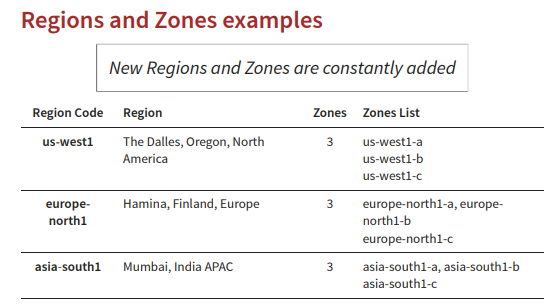 Regions and Zones examples
New Regions and Zones are constantly added
Region Code Region Zones Zones List
us-west1 The Dalles, Oregon, North America 3 us-west1-a
us-west1-b
us-west1-c
europe-north1 Hamina, Finland, Europe 3 europe-north1-a, europe-north1-b
europe-north1-c
asia-south1 Mumbai, India APAC 3 asia-south1-a, asia-south1-b
asia-south1-c